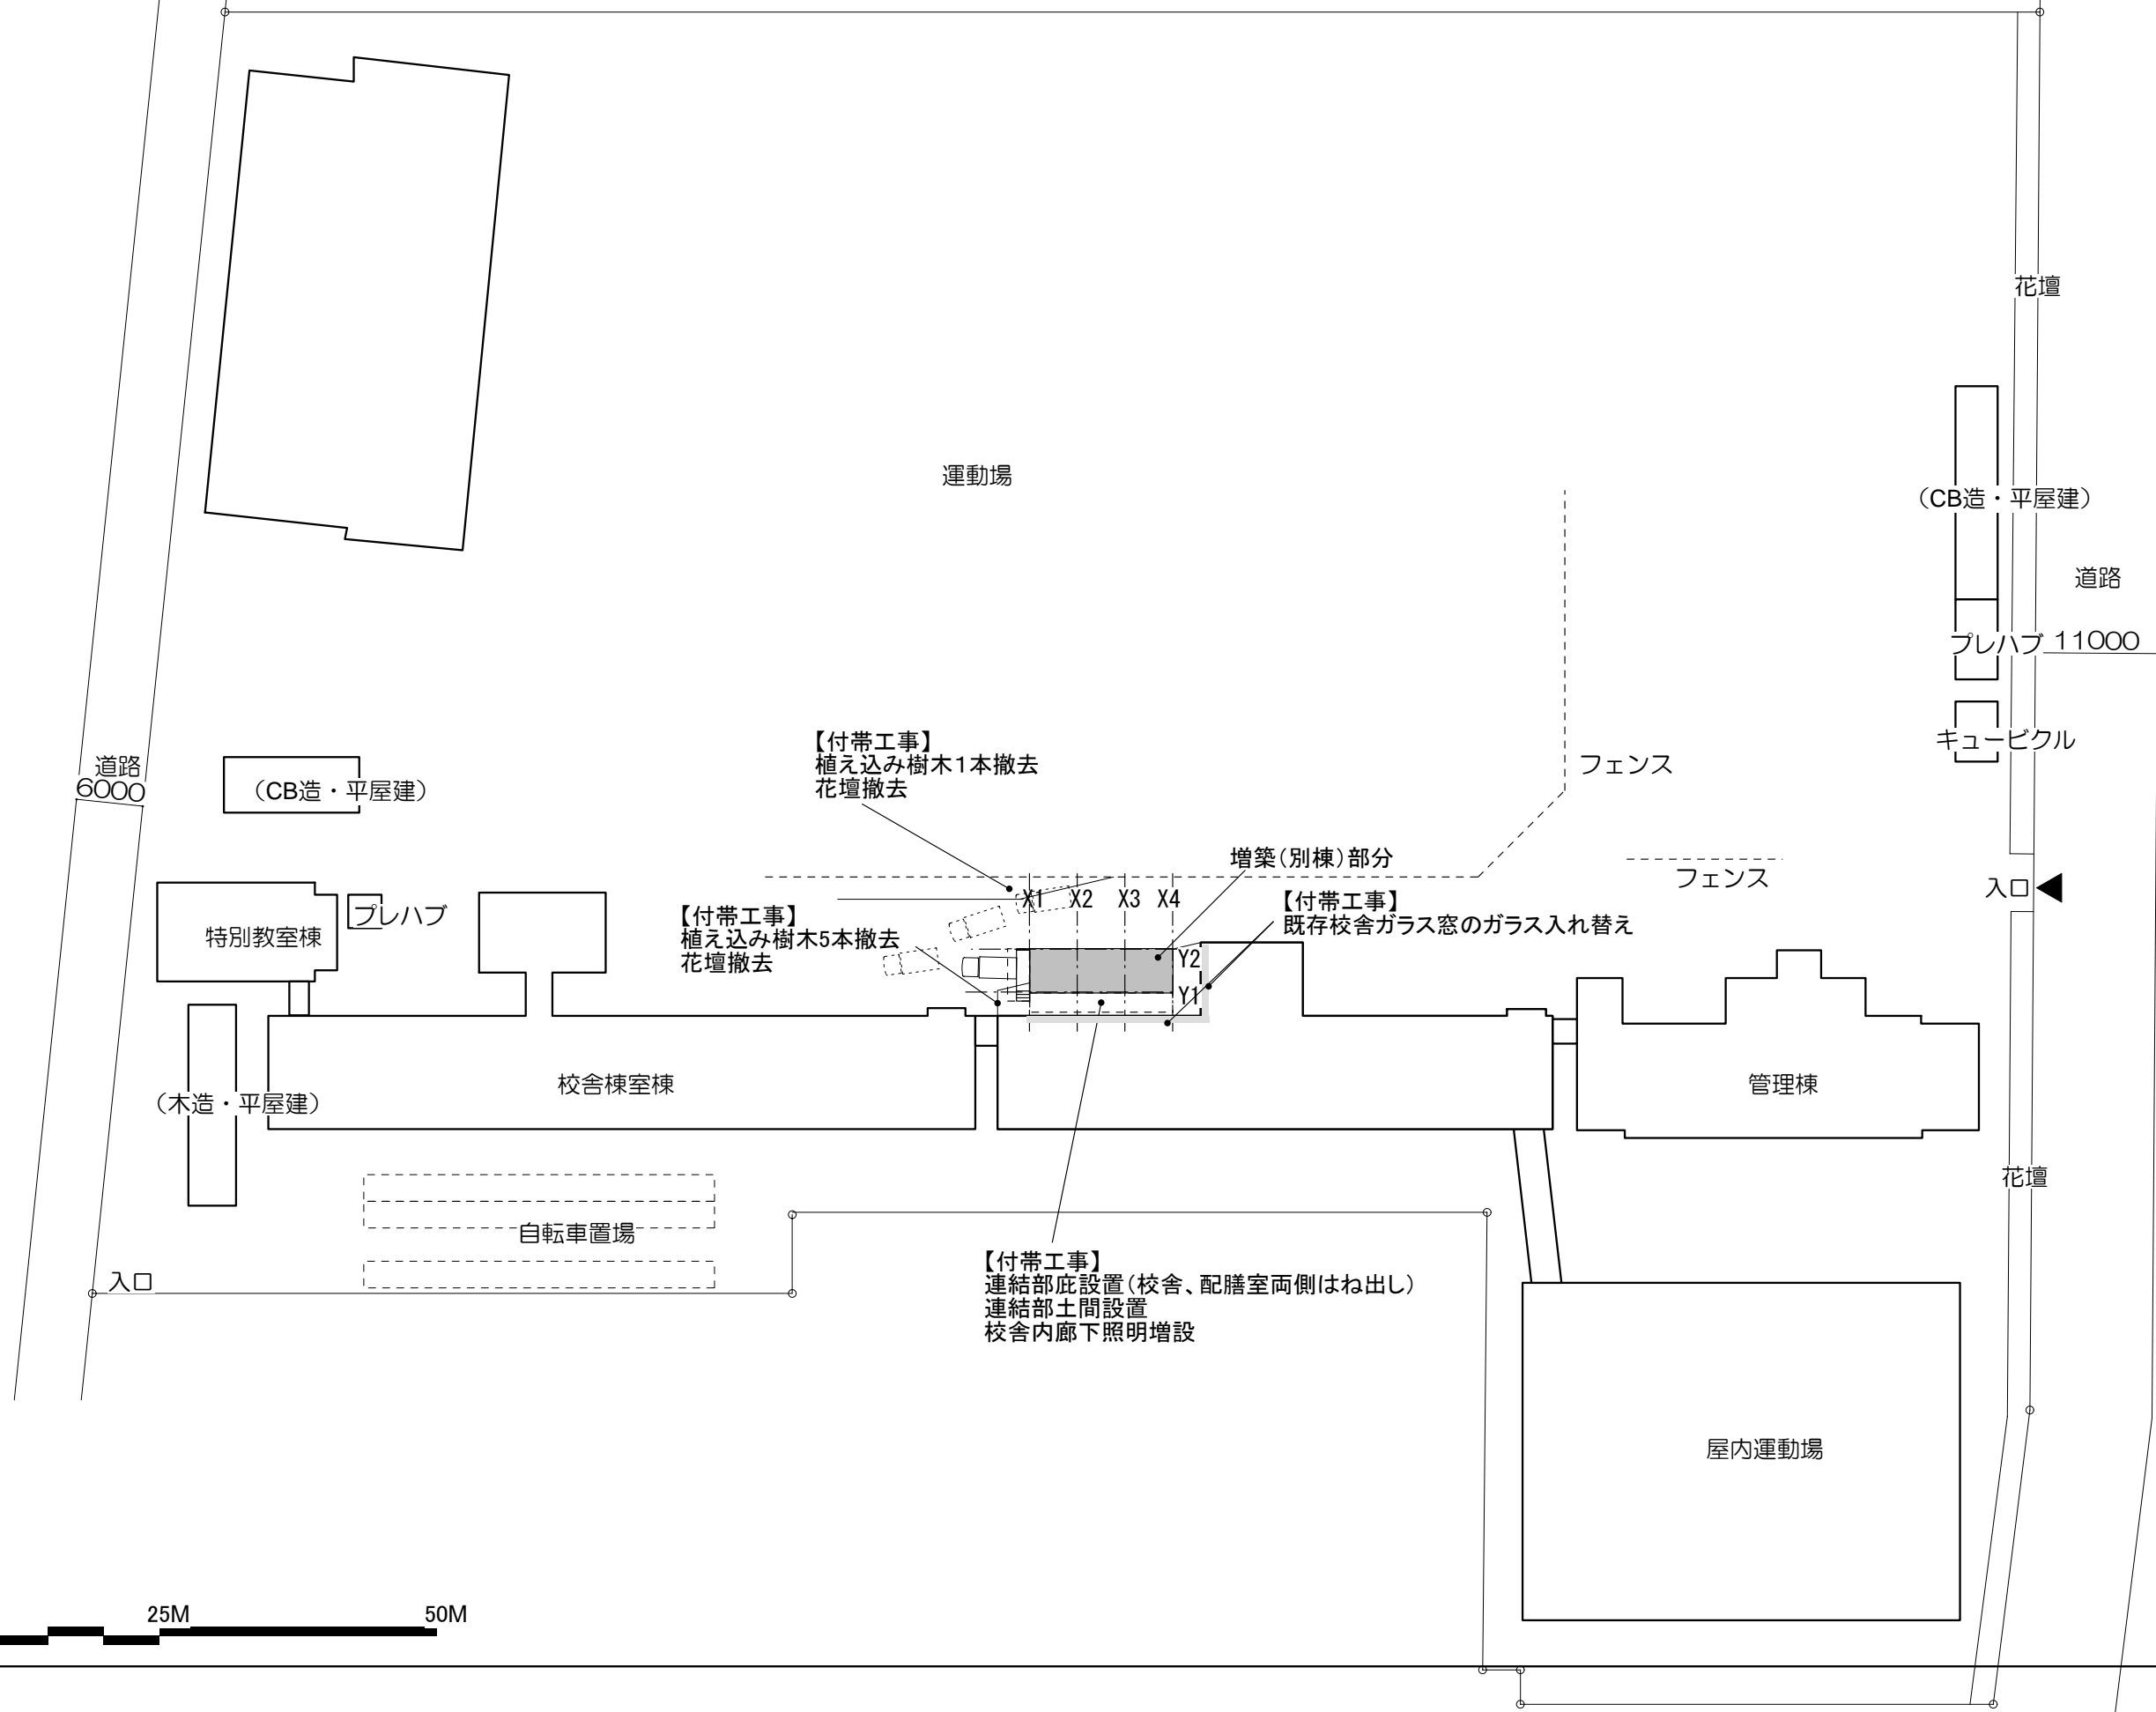 花壇
運動場
（CB造・平屋建）
道路
プレハブ
11000
キュービクル
【付帯工事】
植え込み樹木1本撤去
花壇撤去
フェンス
道路
6000
（CB造・平屋建）
増築（別棟）部分
フェンス
入口
X1
X2
X3
X4
【付帯工事】
既存校舎ガラス窓のガラス入れ替え
プレハブ
【付帯工事】
植え込み樹木5本撤去
花壇撤去
特別教室棟
Y2
Y1
校舎棟室棟
管理棟
（木造・平屋建）
花壇
自転車置場
入口
【付帯工事】
連結部庇設置（校舎、配膳室両側はね出し）
連結部土間設置
校舎内廊下照明増設
屋内運動場
25M
50M